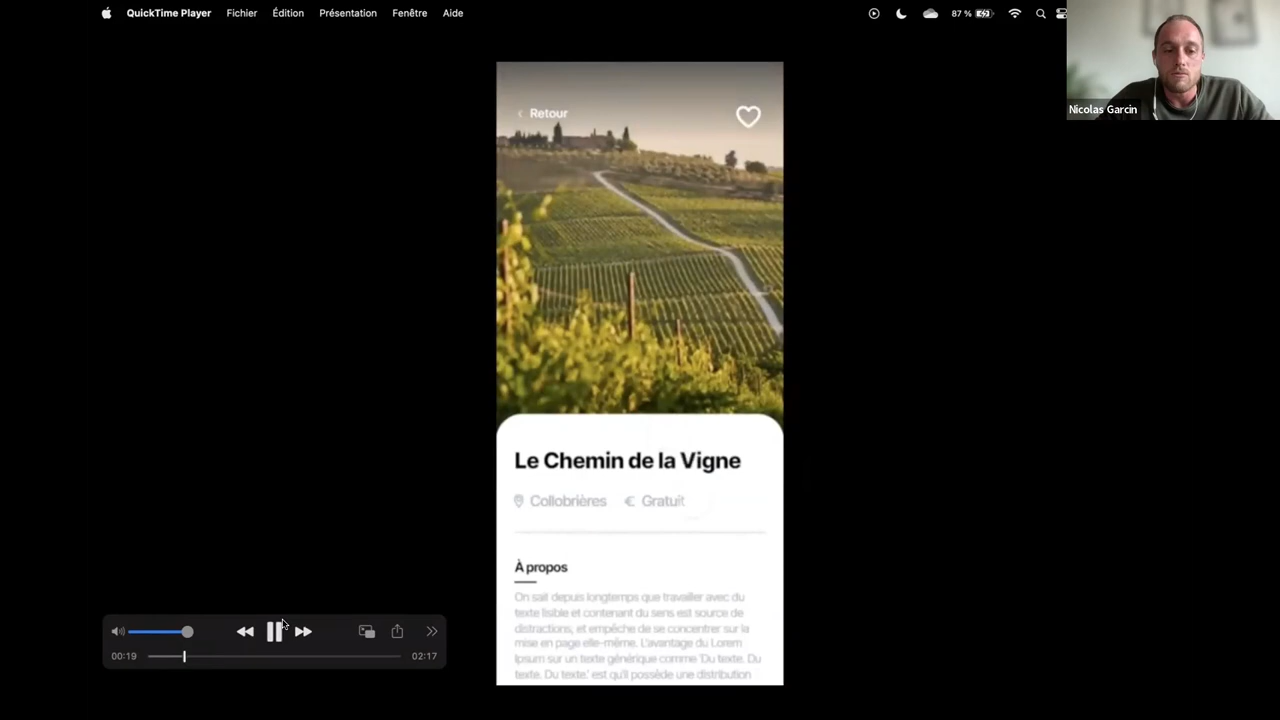 QuickTime Player Fichier Édition Présentation Fenêtre Aide 87 %
Nicolas Garcin
Retour
Le Chemin de la Vigne
Collobrières € Gratuit
À propos
On sait depuis longtemps que travailler avec du
texte lisible et contenant du sens est source de
distractions, et empêche de se concentrer sur la
mise en page elle-même. L'avantage du Lorem
Ipsum sur un texte générique comme 'Du texte. Du
texte. Du texte.' est qu'il possède une distribution
00:19 02:17